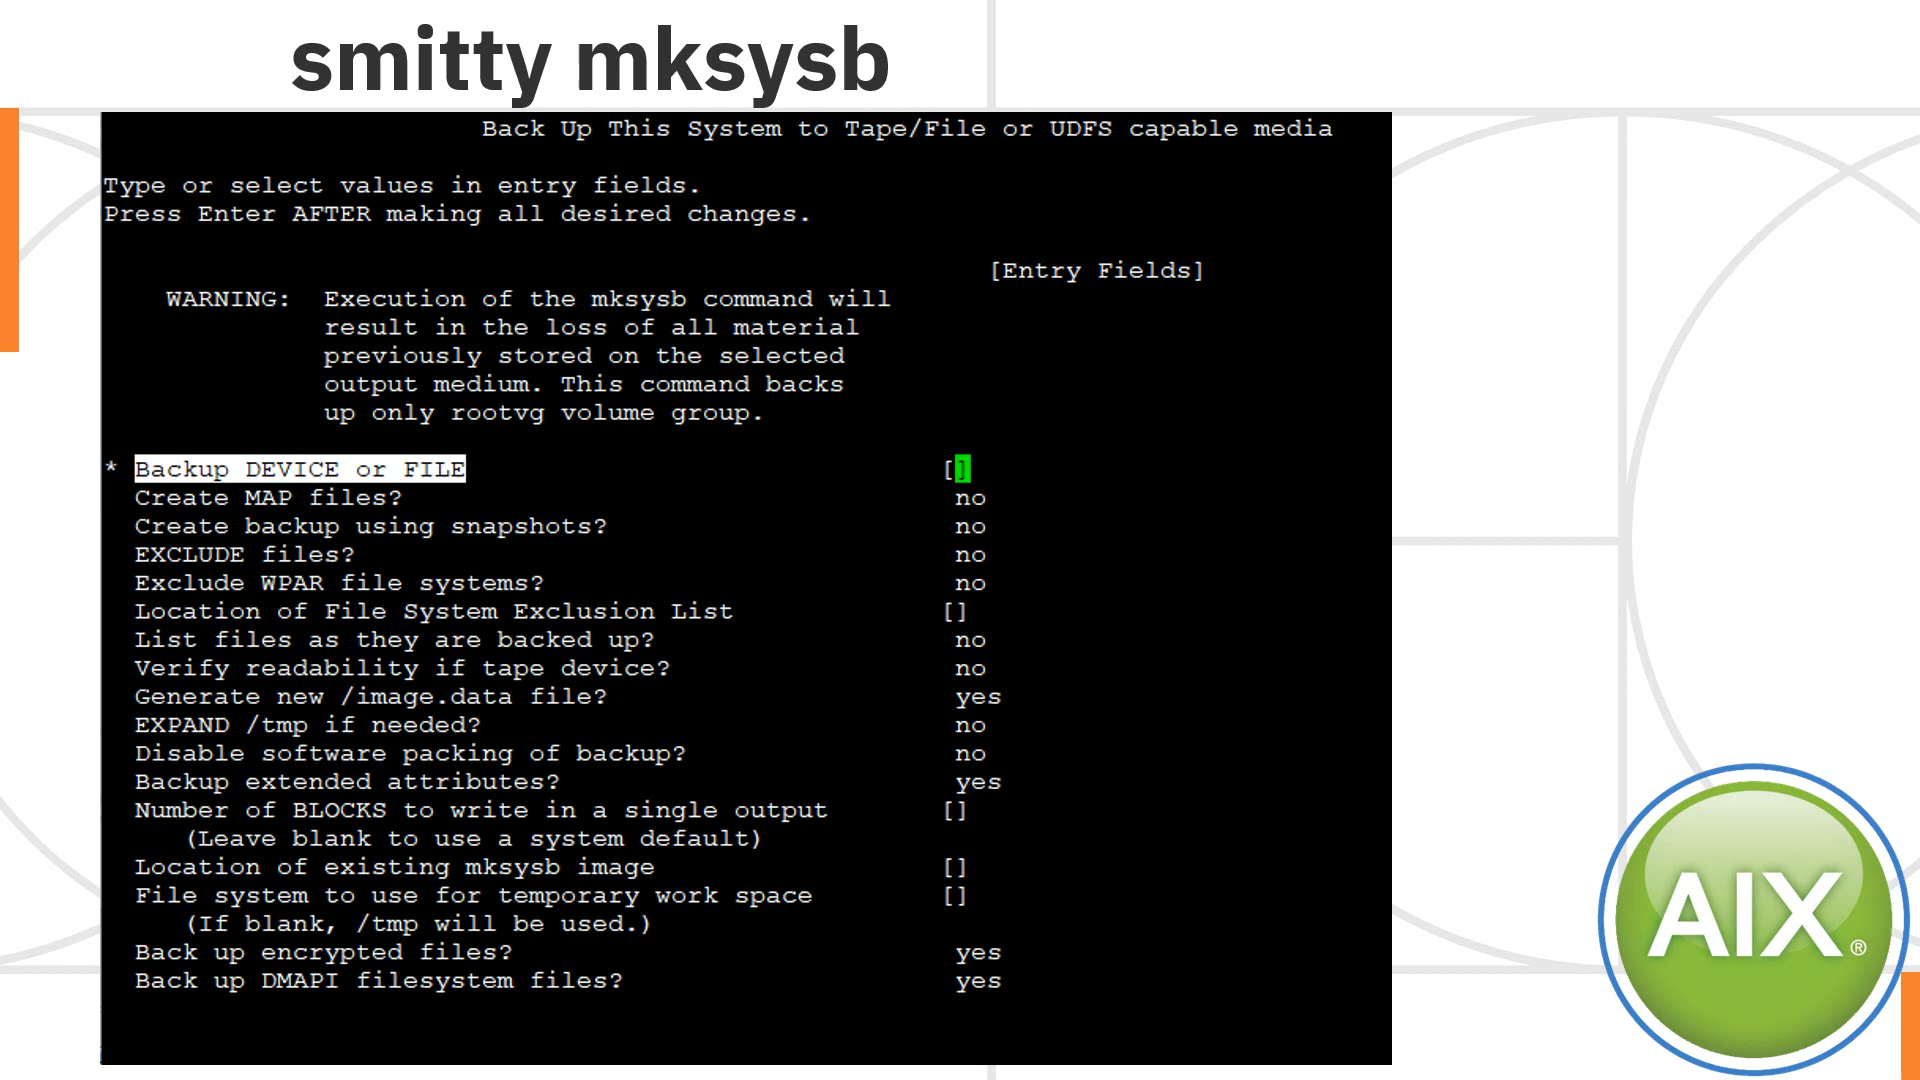 smitty mksysb
Back Up This System to Tape/File or UDFS capable media
Type or select values in entry fields.
Press Enter AFTER making all desired changes.
[Entry Fields]
WARNING: Execution of the mksysb command will
result in the loss of all material
previously stored on the selected
output medium. This command backs
up only rootvg volume group.
* Backup DEVICE or FILE []
Create MAP files? no
Create backup using snapshots? no
EXCLUDE files? no
Exclude WPAR file systems? no
Location of File System Exclusion List []
List files as they are backed up? no
Verify readability if tape device? no
Generate new /image.data file? yes
EXPAND /tmp if needed? no
Disable software packing of backup? no
Backup extended attributes? yes
Number of BLOCKS to write in a single output []
(Leave blank to use a system default)
Location of existing mksysb image []
File system to use for temporary work space []
(If blank, /tmp will be used.)
Back up encrypted files? yes
Back up DMAPI filesystem files? yes
AIX®